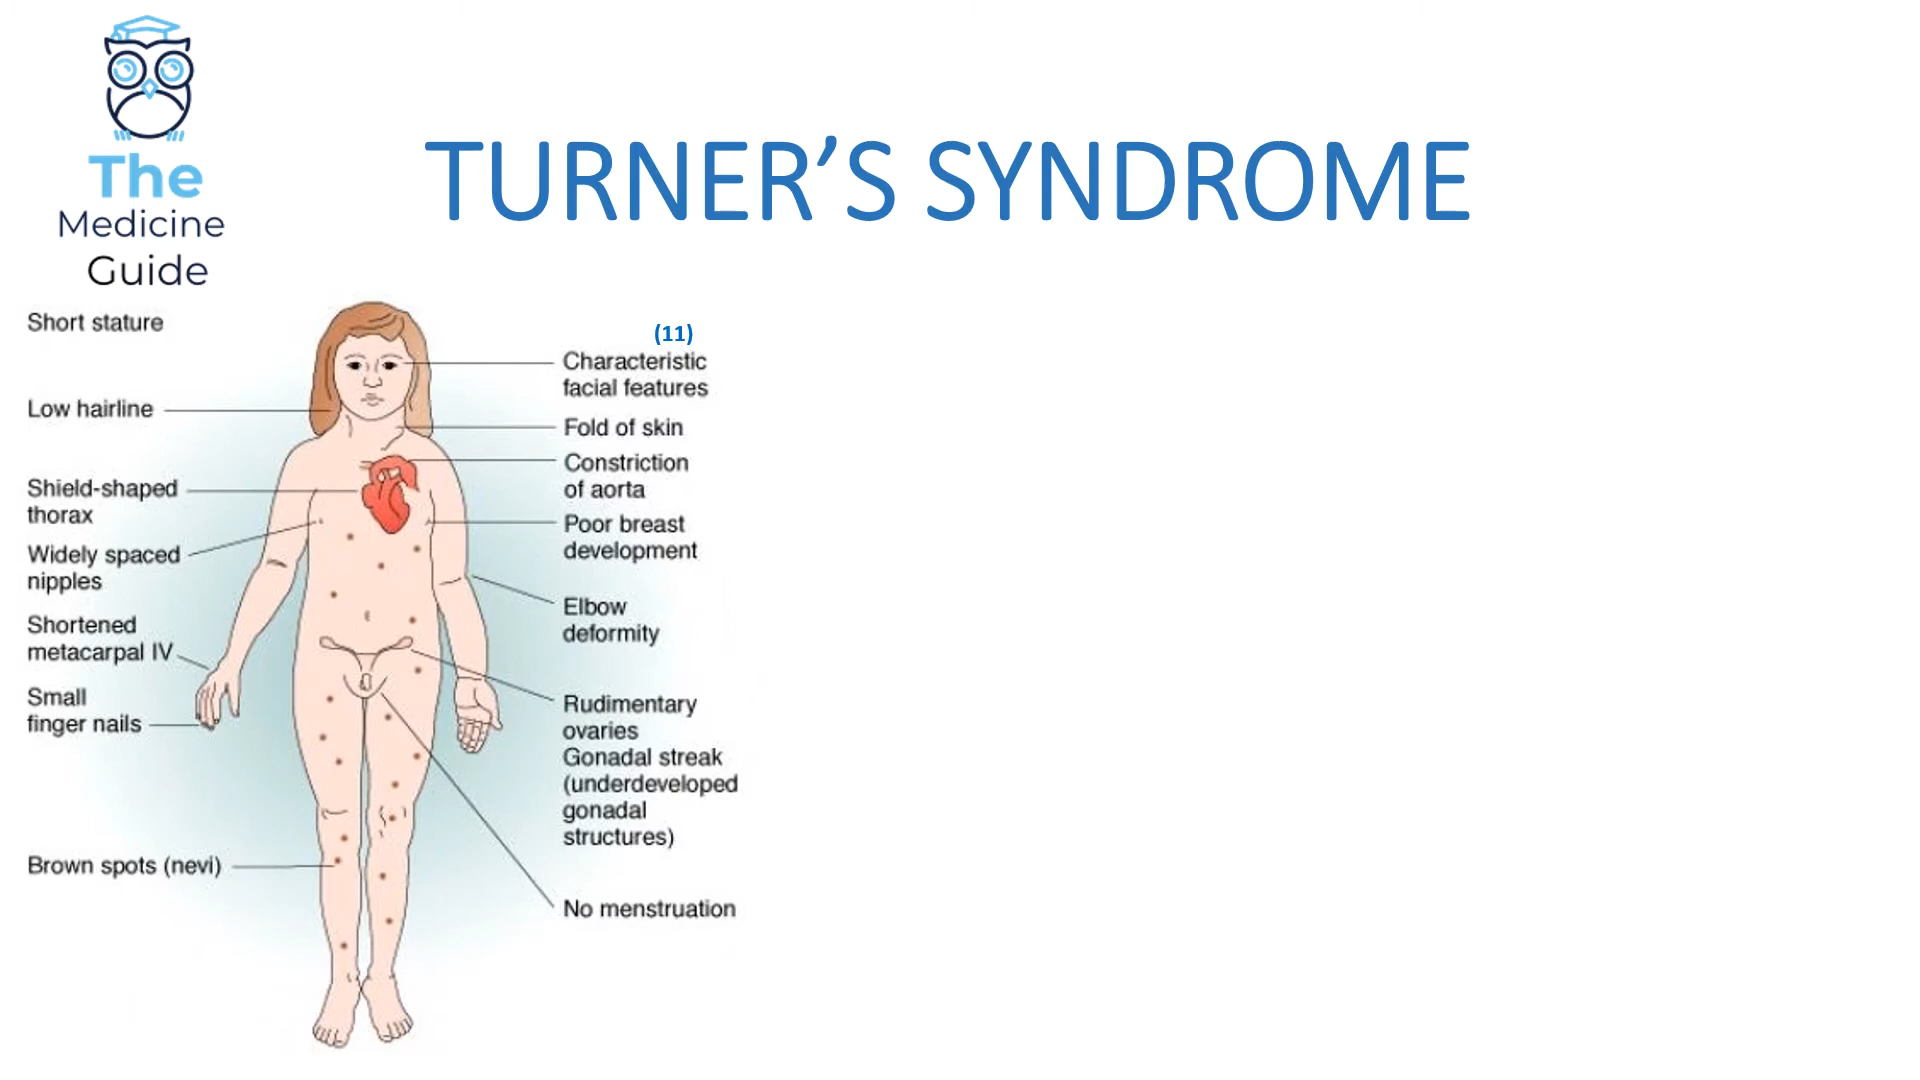 The
Medicine
Guide
TURNER’S SYNDROME
Short stature
Low hairline
Shield-shaped
thorax
Widely spaced
nipples
Shortened
metacarpal IV
Small
finger nails
Brown spots (nevi)
(11)
Characteristic
facial features
Fold of skin
Constriction
of aorta
Poor breast
development
Elbow
deformity
Rudimentary
ovaries
Gonadal streak
(underdeveloped
gonadal
structures)
No menstruation